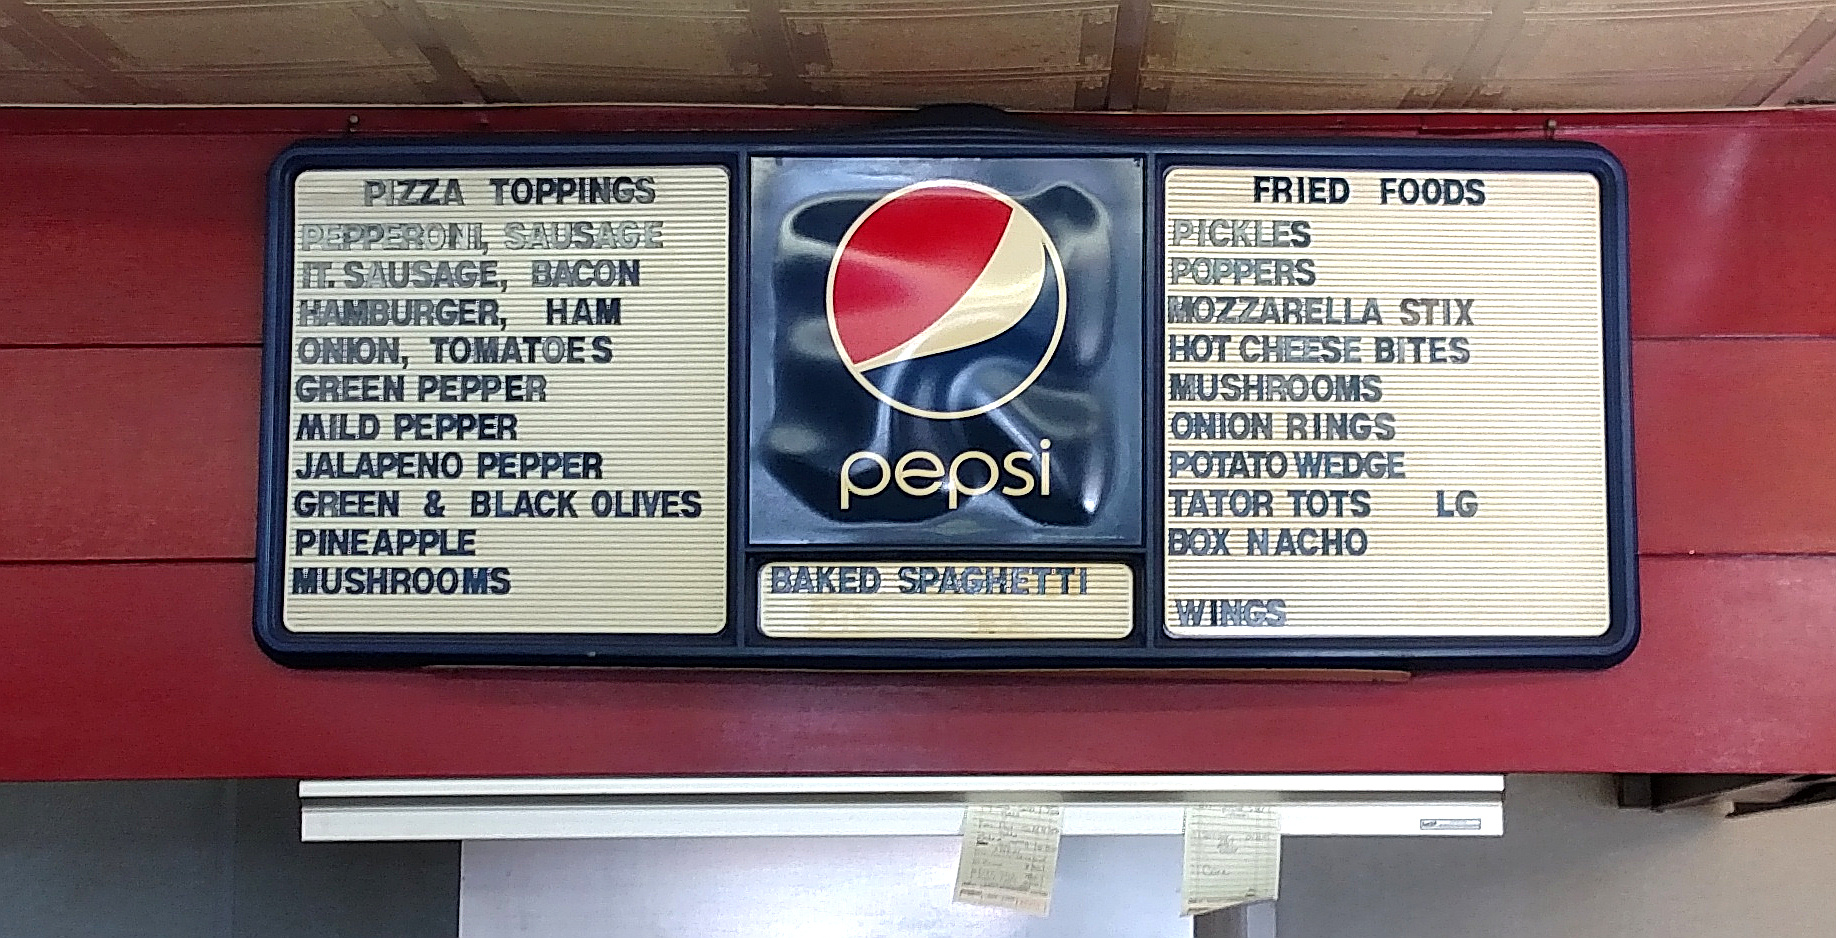 PIZZA TOPPINGS
PEPPERONI, SAUSAGE
IT. SAUSAGE, BACON
HAMBURGER, HAM
ONION, TOMATOES
GREEN PEPPER
MILD PEPPER
JALAPENO PEPPER
GREEN & BLACK OLIVES
PINEAPPLE
MUSHROOMS
pepsi
BAKED SPAGHETTI
FRIED FOODS
PICKLES
POPPERS
MOZZARELLA STIX
HOT CHEESE BITES
MUSHROOMS
ONION RINGS
POTATO WEDGE
TATOR TOTS LG
BOX NACHO
WINGS